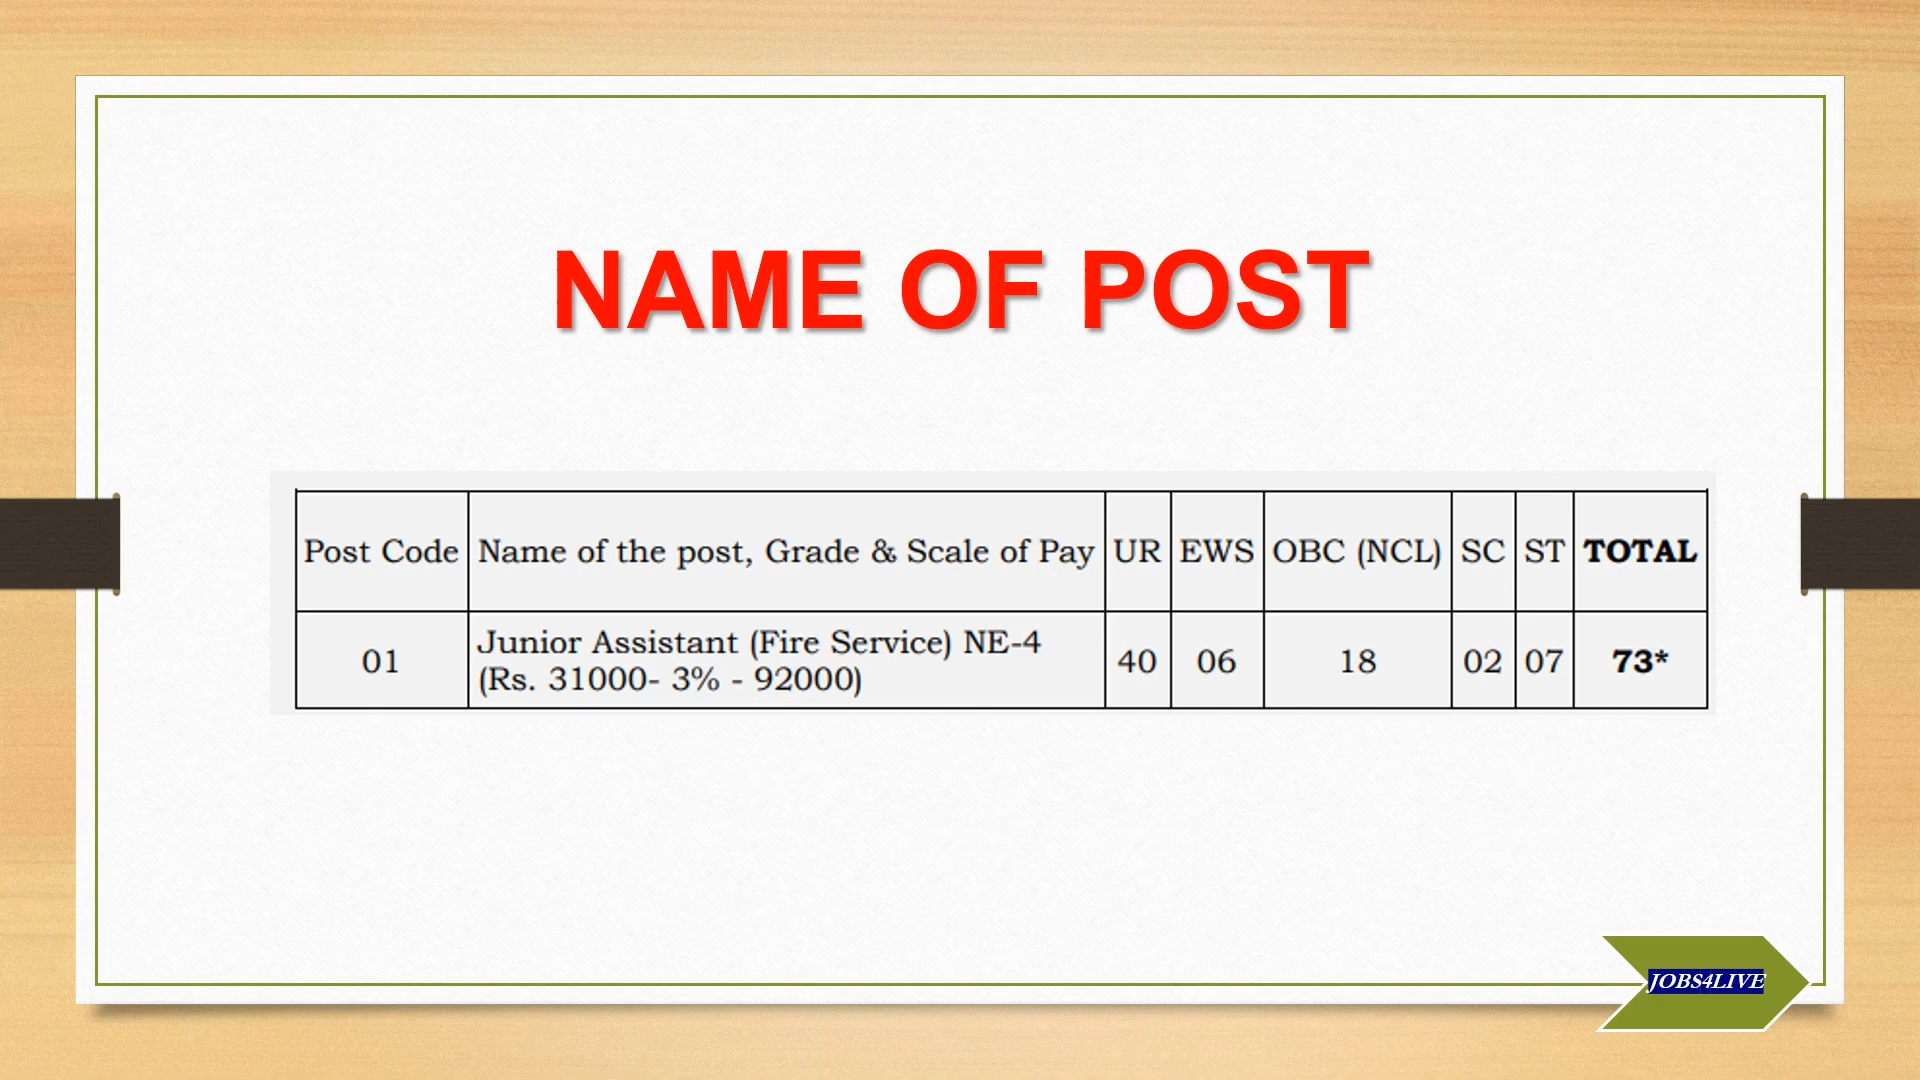 NAME OF POST
Post Code Name of the post, Grade & Scale of Pay UR EWS OBC (NCL) SC ST TOTAL
01 Junior Assistant (Fire Service) NE-4 40 06 18 02 07 73*
(Rs. 31000- 3% - 92000)
JOBS4LIVE